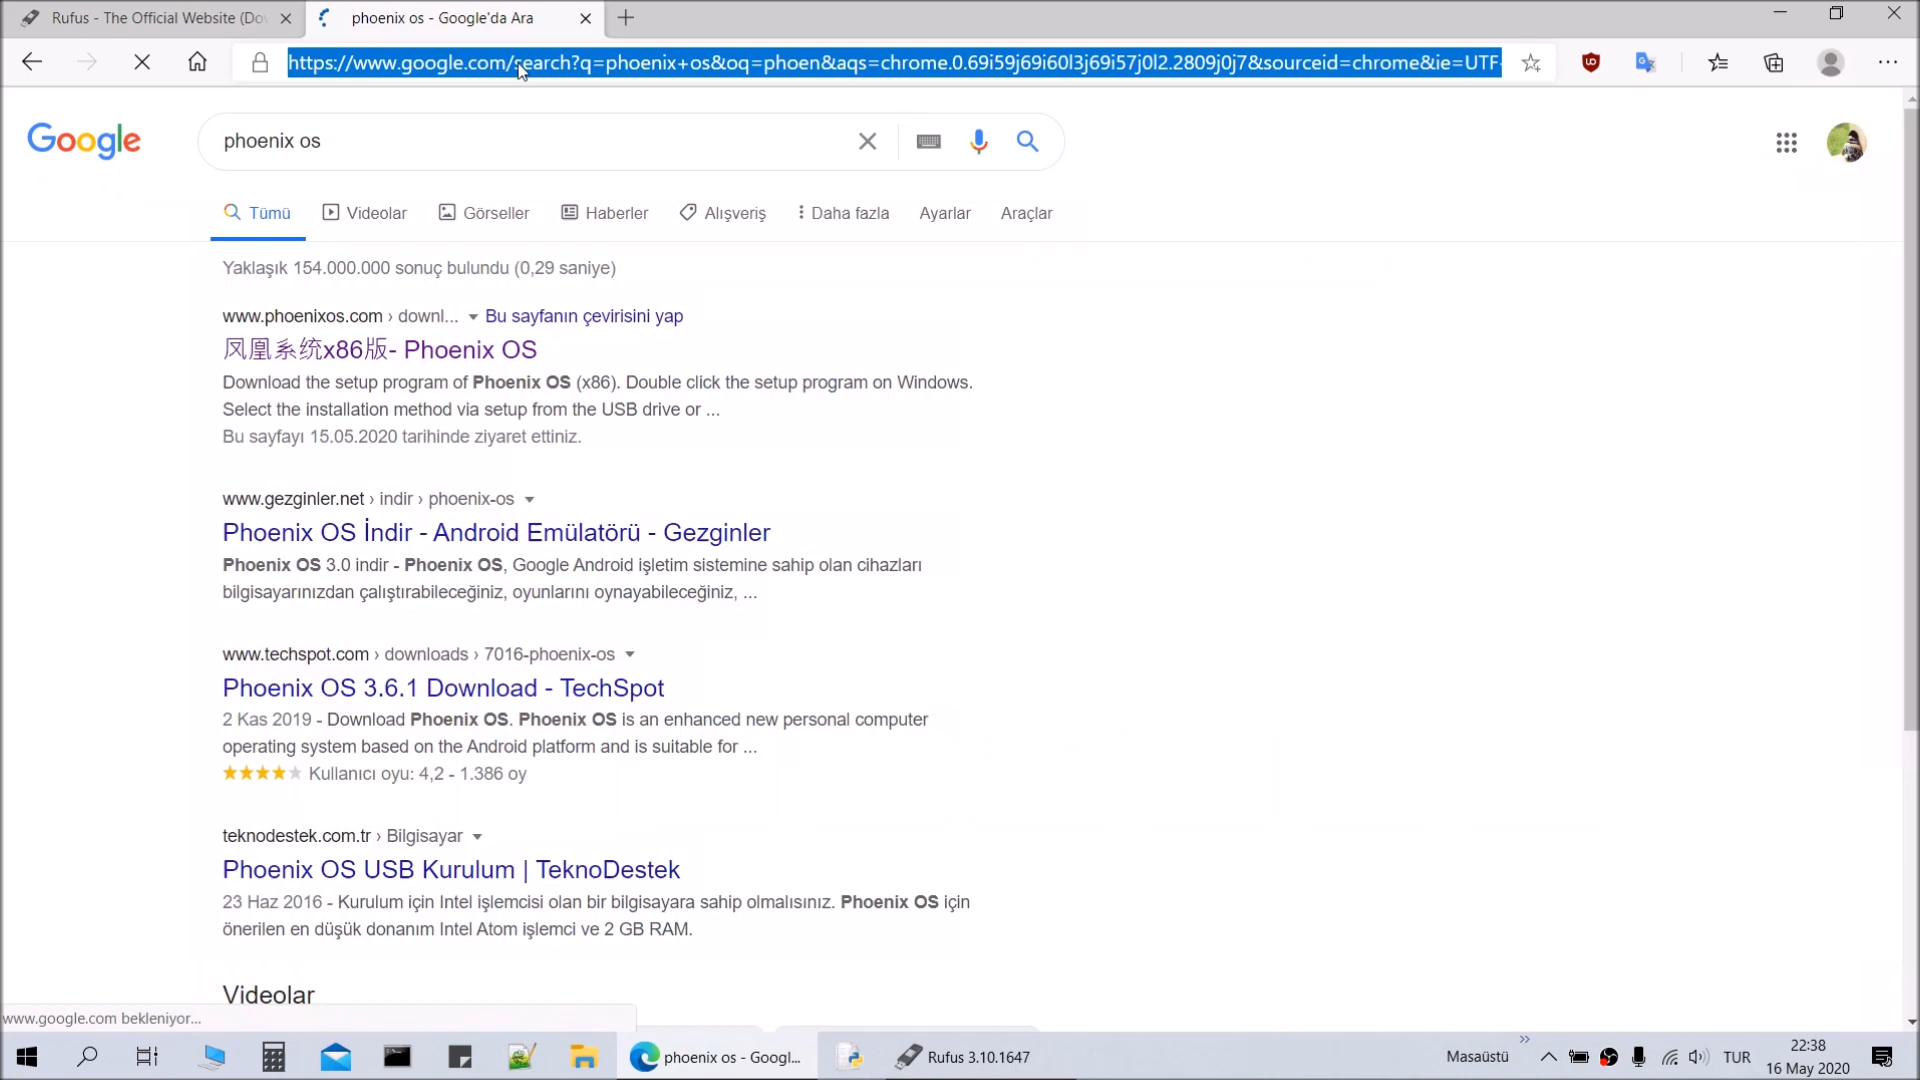 Rufus - The Official Website (Do
phoenix os - Google'da Ara
https://www.google.com/search?q=phoenix+os&oq=phoen&aqs=chrome.0.69i59j69i60l3j69i57j0l2.2809j0j7&sourceid=chrome&ie=UTF-
Google
phoenix os
Tümü
Videolar
Görseller
Haberler
Alışveriş
Daha fazla
Ayarlar
Araçlar
Yaklaşık 154.000.000 sonuç bulundu (0,29 saniye)
www.phoenixos.com › downl... Bu sayfanın çevirisini yap
凤凰系统x86版- Phoenix OS
Download the setup program of Phoenix OS (x86). Double click the setup program on Windows.
Select the installation method via setup from the USB drive or ...
Bu sayfayı 15.05.2020 tarihinde ziyaret ettiniz.
www.gezginler.net › indir › phoenix-os
Phoenix OS İndir - Android Emülatörü - Gezginler
Phoenix OS 3.0 indir - Phoenix OS, Google Android işletim sistemine sahip olan cihazları
bilgisayarınızdan çalıştırabileceğiniz, oyunlarını oynayabileceğiniz, ...
www.techspot.com › downloads › 7016-phoenix-os
Phoenix OS 3.6.1 Download - TechSpot
2 Kas 2019 - Download Phoenix OS. Phoenix OS is an enhanced new personal computer
operating system based on the Android platform and is suitable for ...
Kullanıcı oyu: 4,2 - 1.386 oy
teknodestek.com.tr › Bilgisayar
Phoenix OS USB Kurulum | TeknoDestek
23 Haz 2016 - Kurulum için Intel işlemcisi olan bir bilgisayara sahip olmalısınız. Phoenix OS için
önerilen en düşük donanım Intel Atom işlemci ve 2 GB RAM.
Videolar
www.google.com bekleniyor...
phoenix os - Googl...
Rufus 3.10.1647
Masaüstü
TUR
22:38
16 May 2020